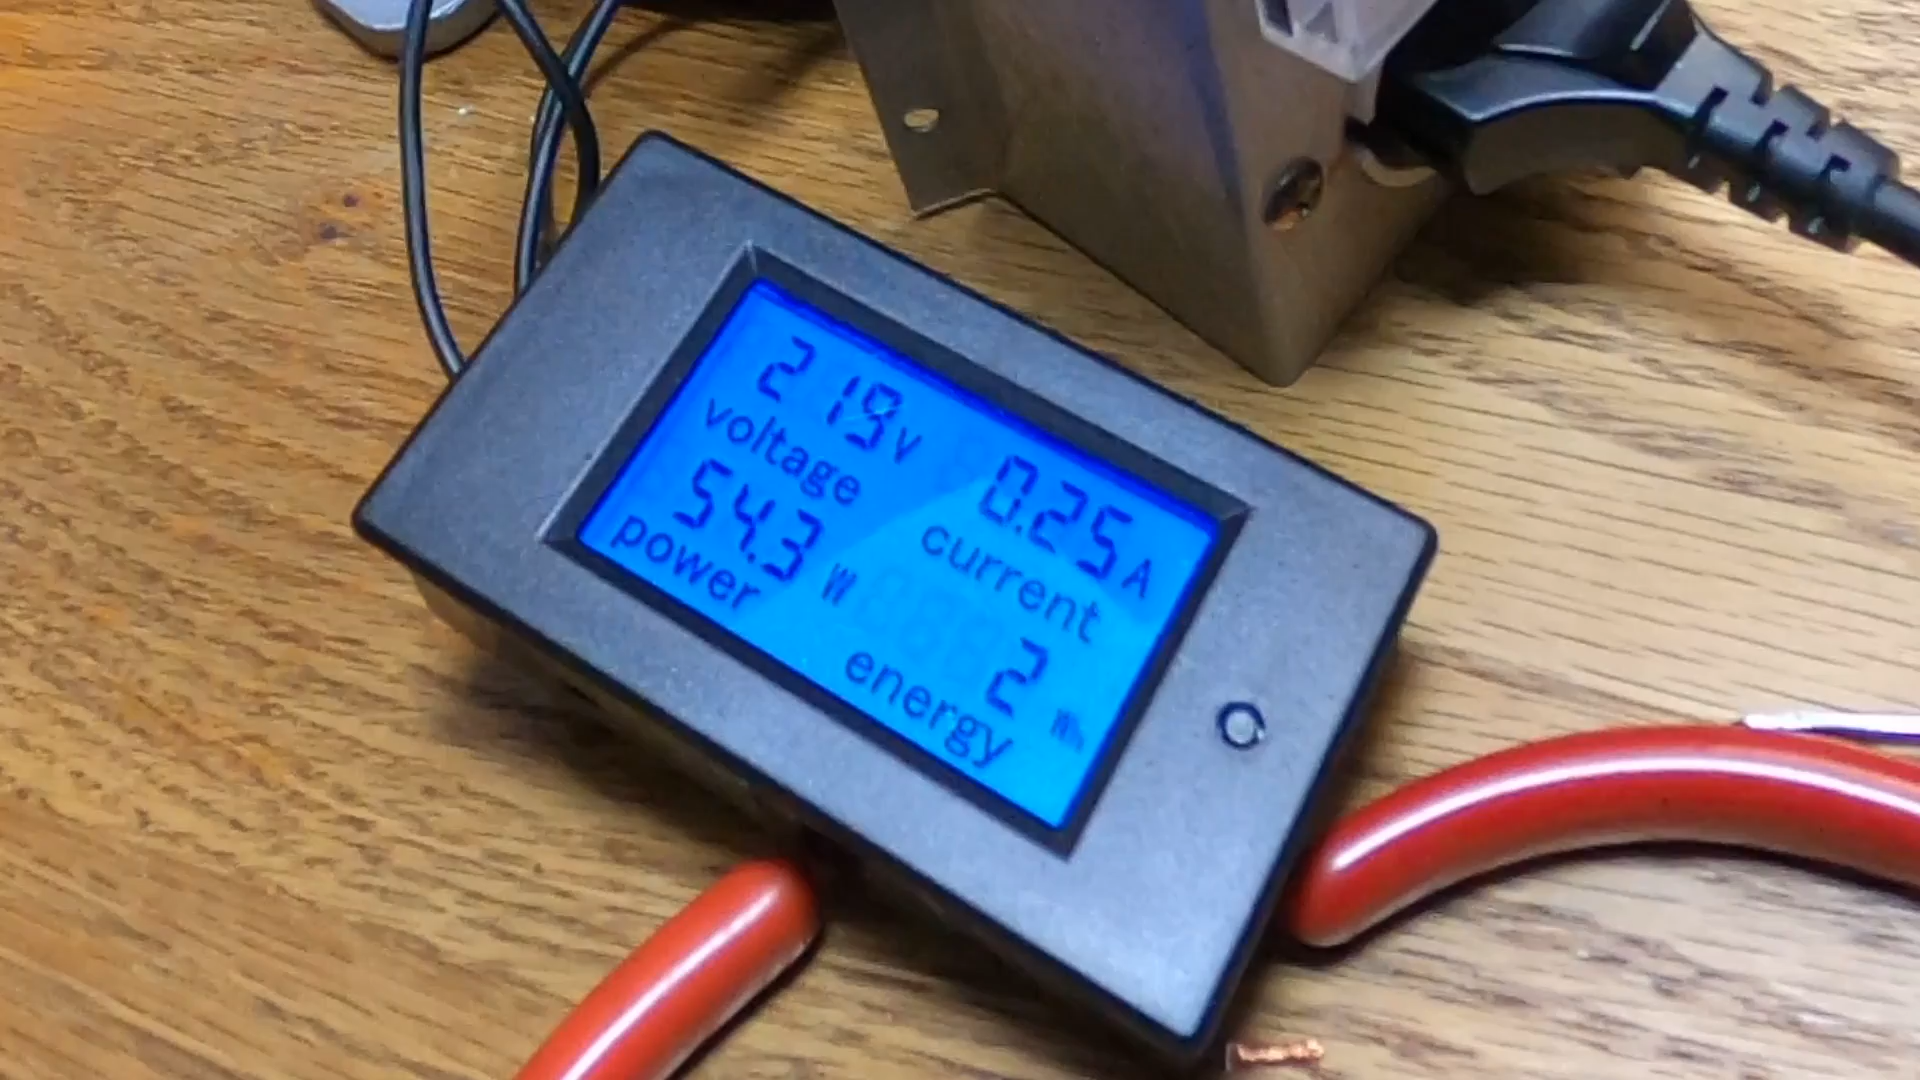 219V
voltage
0.25A
current
54.3 W
power
2 Wh
energy